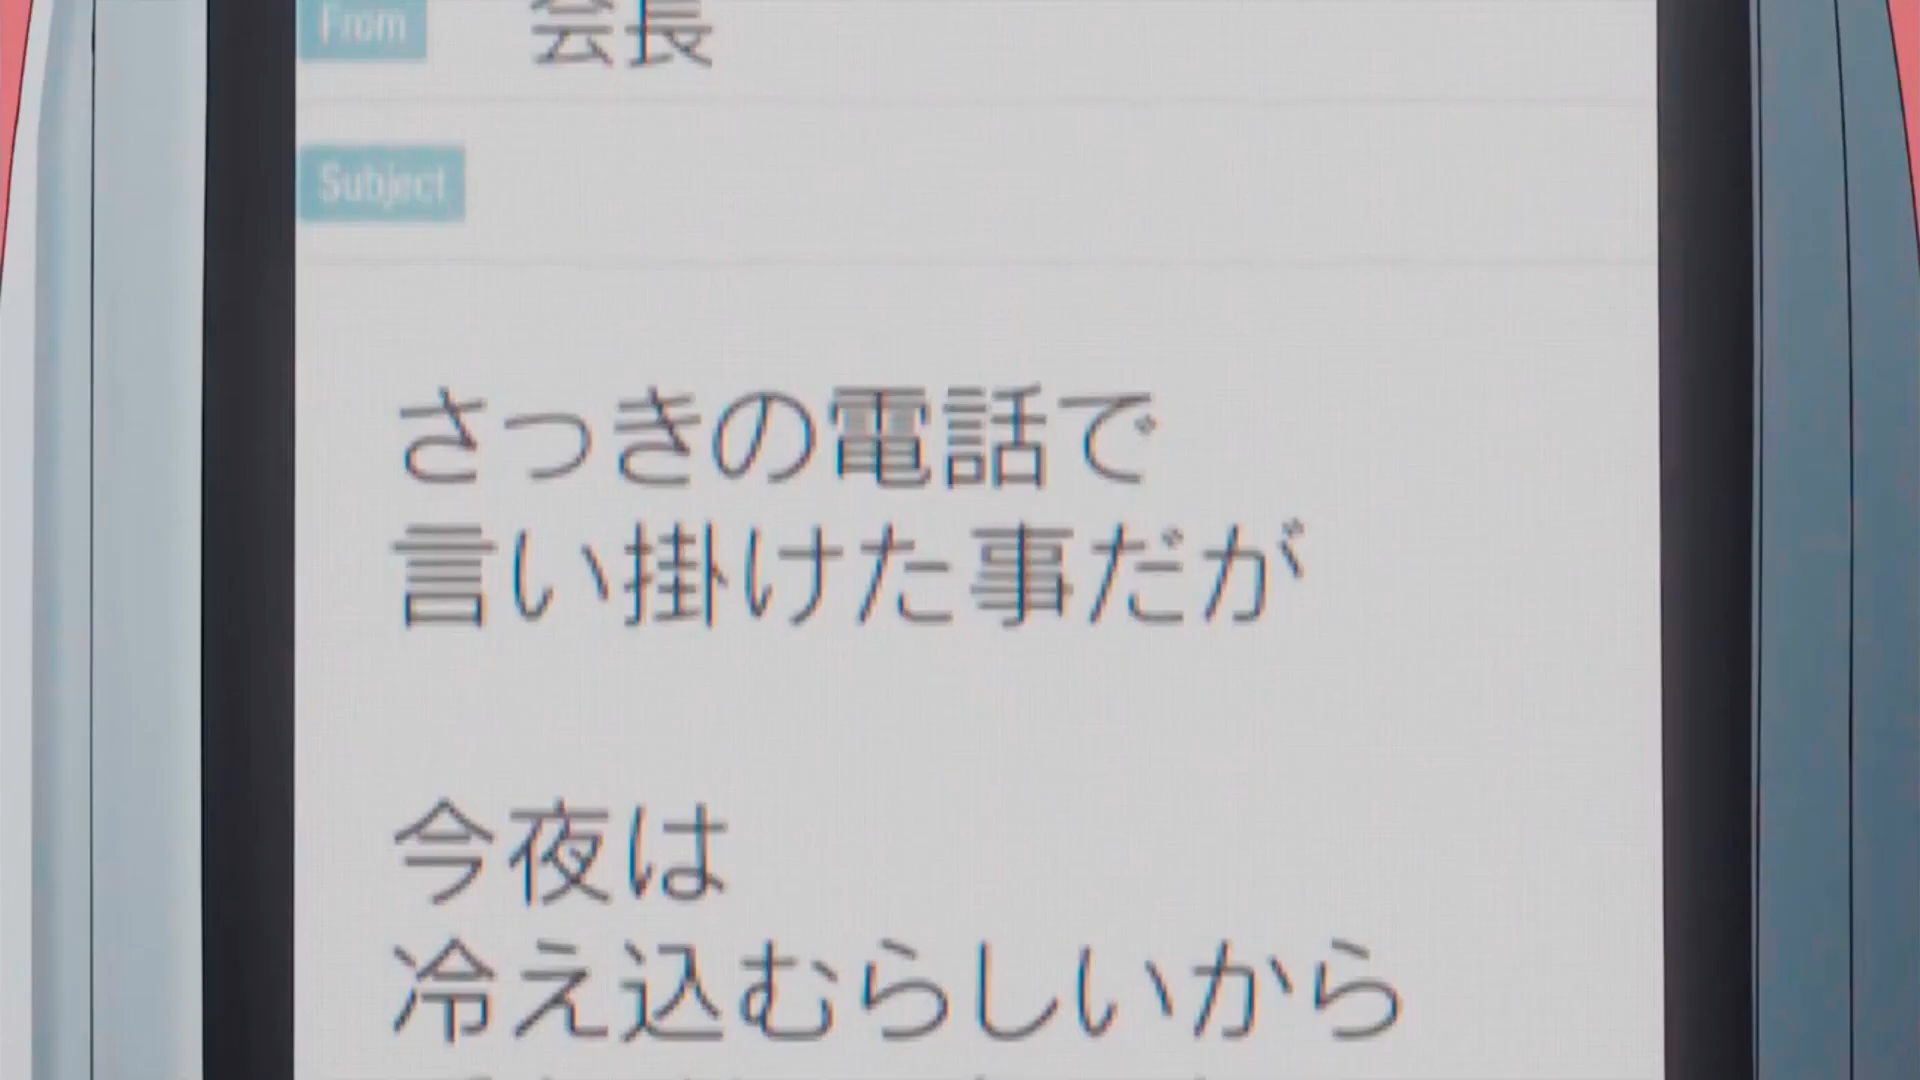 From 会長
Subject
さっきの電話で
言い掛けた事だが
今夜は
冷え込むらしいから